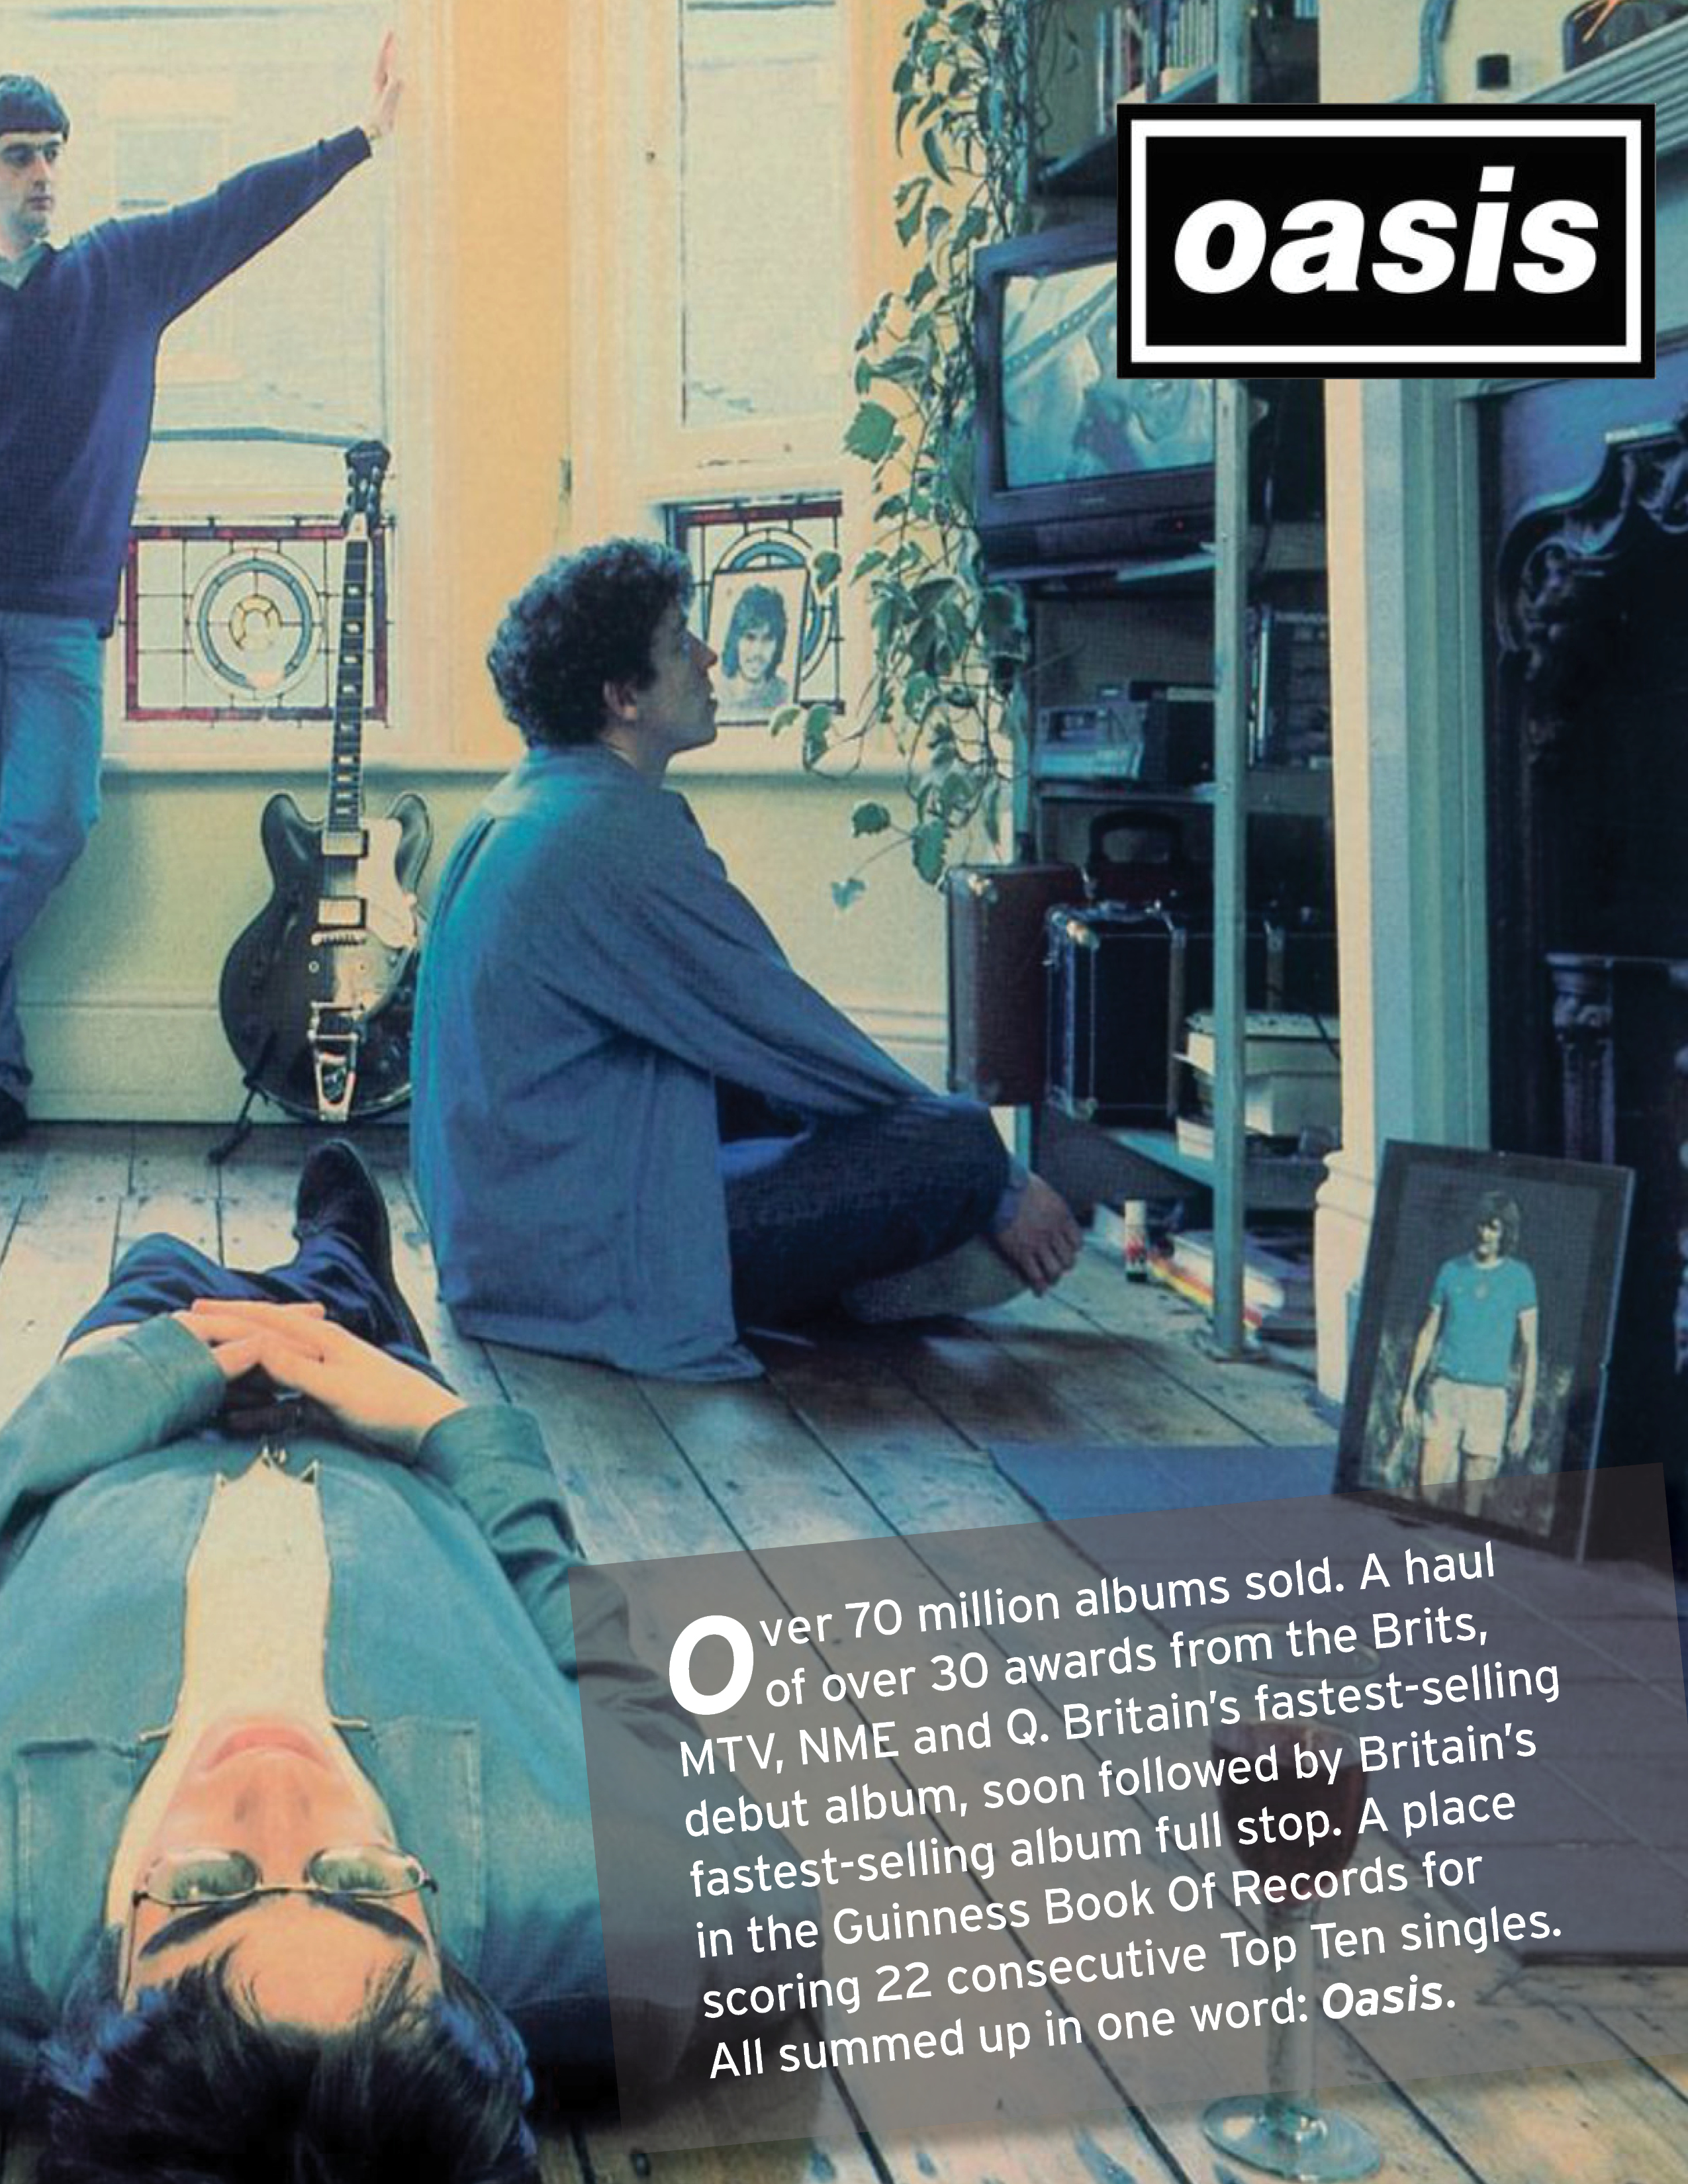 oasis
Over 70 million albums sold. A haul
of over 30 awards from the Brits,
MTV, NME and Q. Britain's fastest-selling
debut album, soon followed by Britain's
fastest-selling album full stop. A place
in the Guinness Book Of Records for
scoring 22 consecutive Top Ten singles.
All summed up in one word: Oasis.